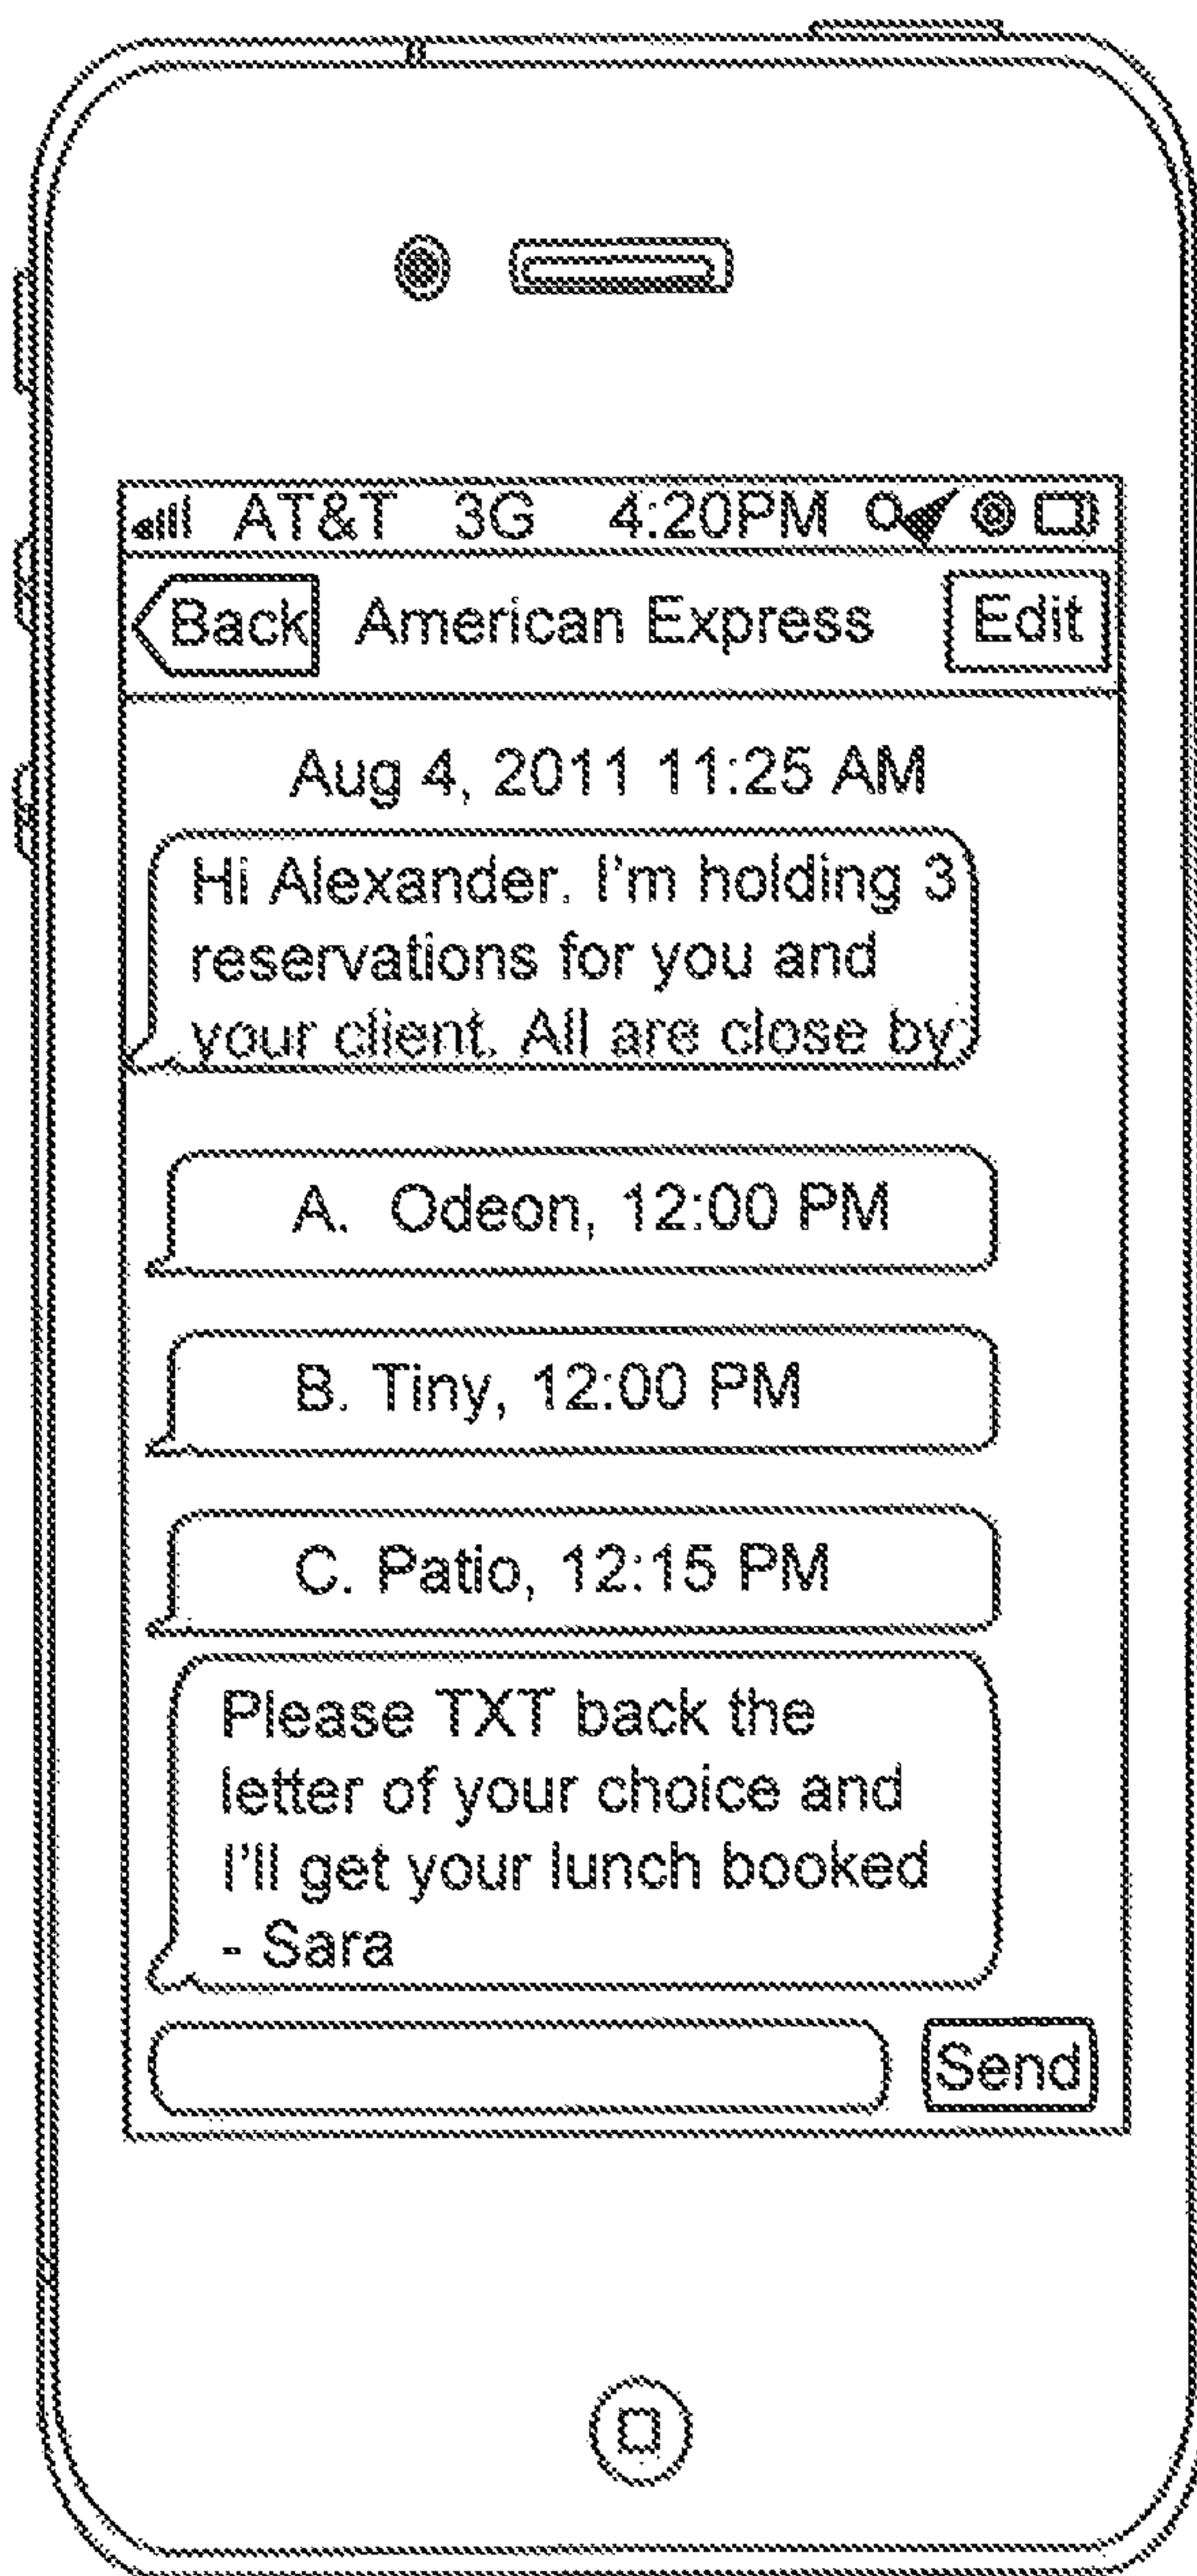 AT&T 3G 4:20PM
Back American Express Edit
Aug 4, 2011 11:25 AM
Hi Alexander. I'm holding 3
reservations for you and
your client. All are close by:
A. Odeon, 12:00 PM
B. Tiny, 12:00 PM
C. Patio, 12:15 PM
Please TXT back the
letter of your choice and
I'll get your lunch booked
- Sara
Send